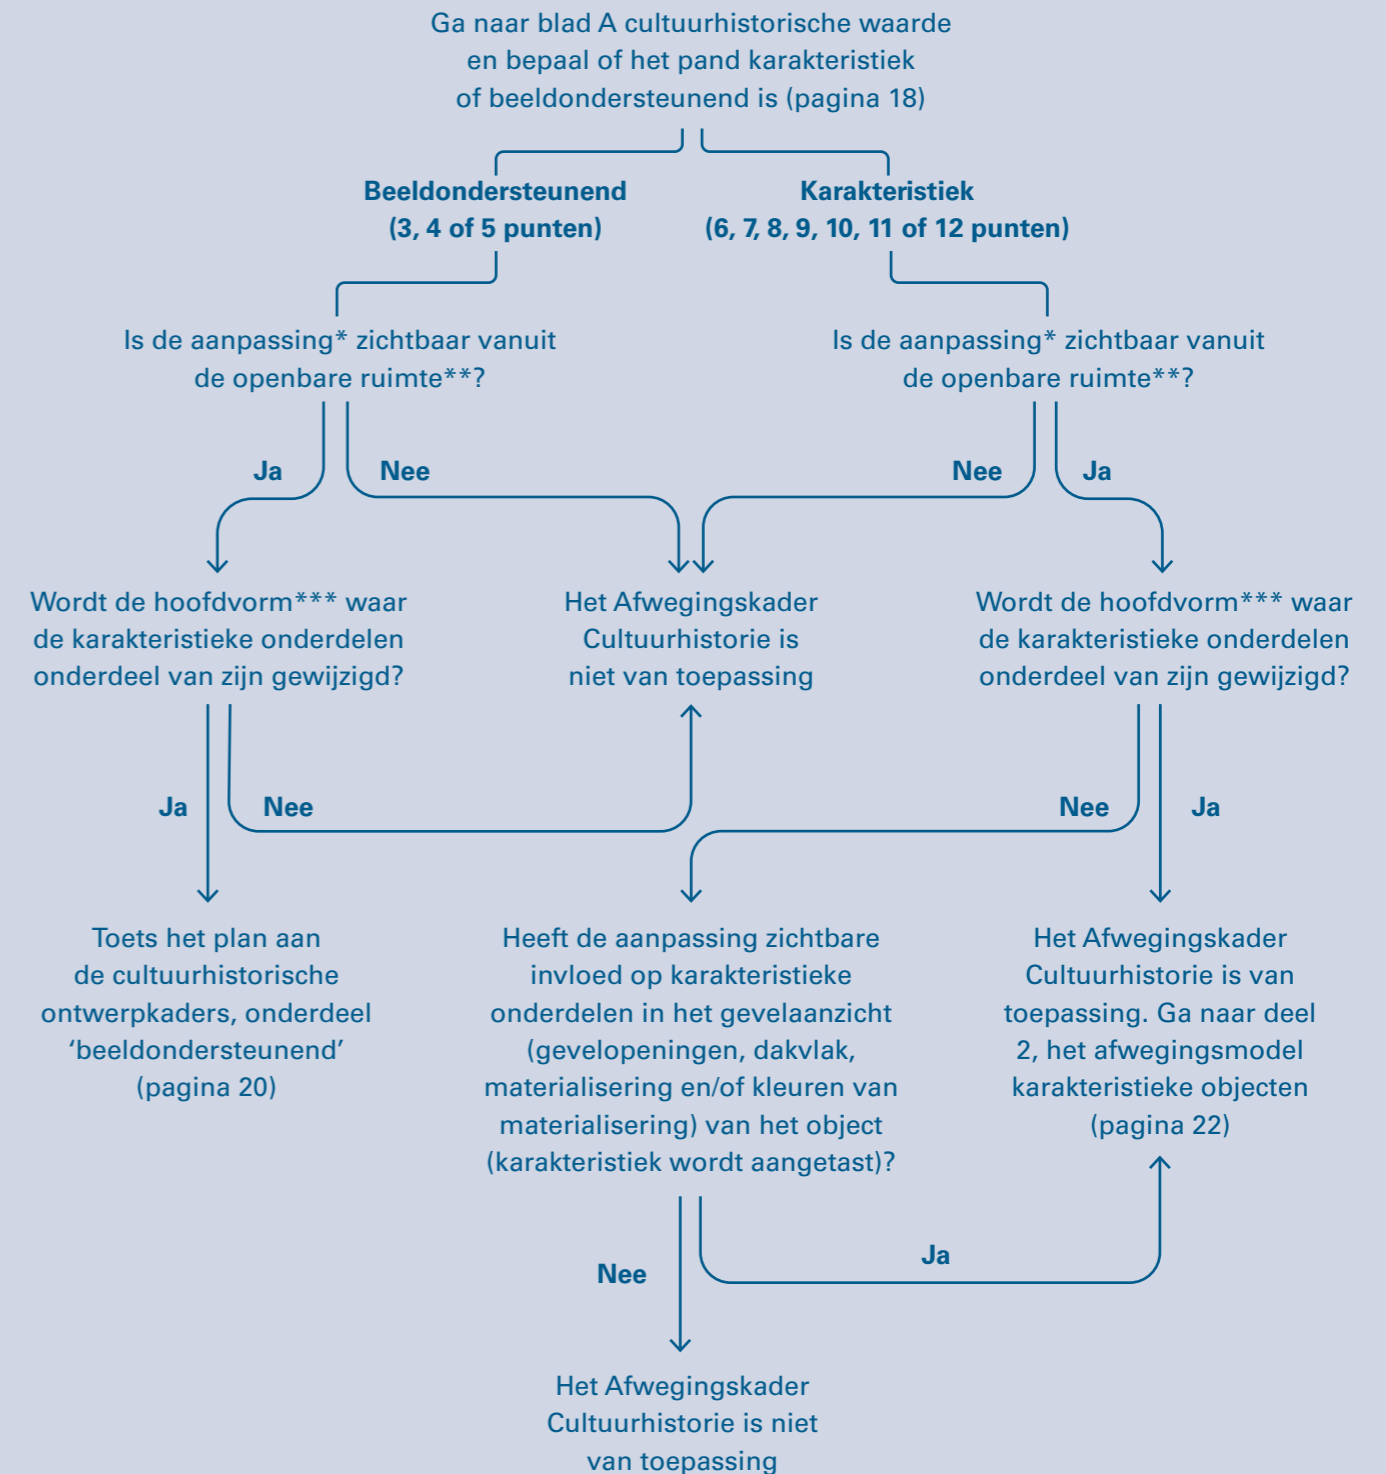 Ga naar blad A cultuurhistorische waarde
en bepaal of het pand karakteristiek
of beeldondersteunend is (pagina 18)
Beeldondersteunend
(3, 4 of 5 punten)
Karakteristiek
(6, 7, 8, 9, 10, 11 of 12 punten)
Is de aanpassing* zichtbaar vanuit
de openbare ruimte**?
Is de aanpassing* zichtbaar vanuit
de openbare ruimte**?
Ja
Nee
Nee
Ja
Wordt de hoofdvorm*** waar
de karakteristieke onderdelen
onderdeel van zijn gewijzigd?
Het Afwegingskader
Cultuurhistorie is
niet van toepassing
Wordt de hoofdvorm*** waar
de karakteristieke onderdelen
onderdeel van zijn gewijzigd?
Ja
Nee
Nee
Ja
Toets het plan aan
de cultuurhistorische
ontwerpkaders, onderdeel
‘beeldondersteunend’
(pagina 20)
Heeft de aanpassing zichtbare
invloed op karakteristieke
onderdelen in het gevelaanzicht
(gevelopeningen, dakvlak,
materialisering en/of kleuren van
materialisering) van het object
(karakteristiek wordt aangetast)?
Het Afwegingskader
Cultuurhistorie is van
toepassing. Ga naar deel
2, het afwegingsmodel
karakteristieke objecten
(pagina 22)
Nee
Ja
Het Afwegingskader
Cultuurhistorie is niet
van toepassing